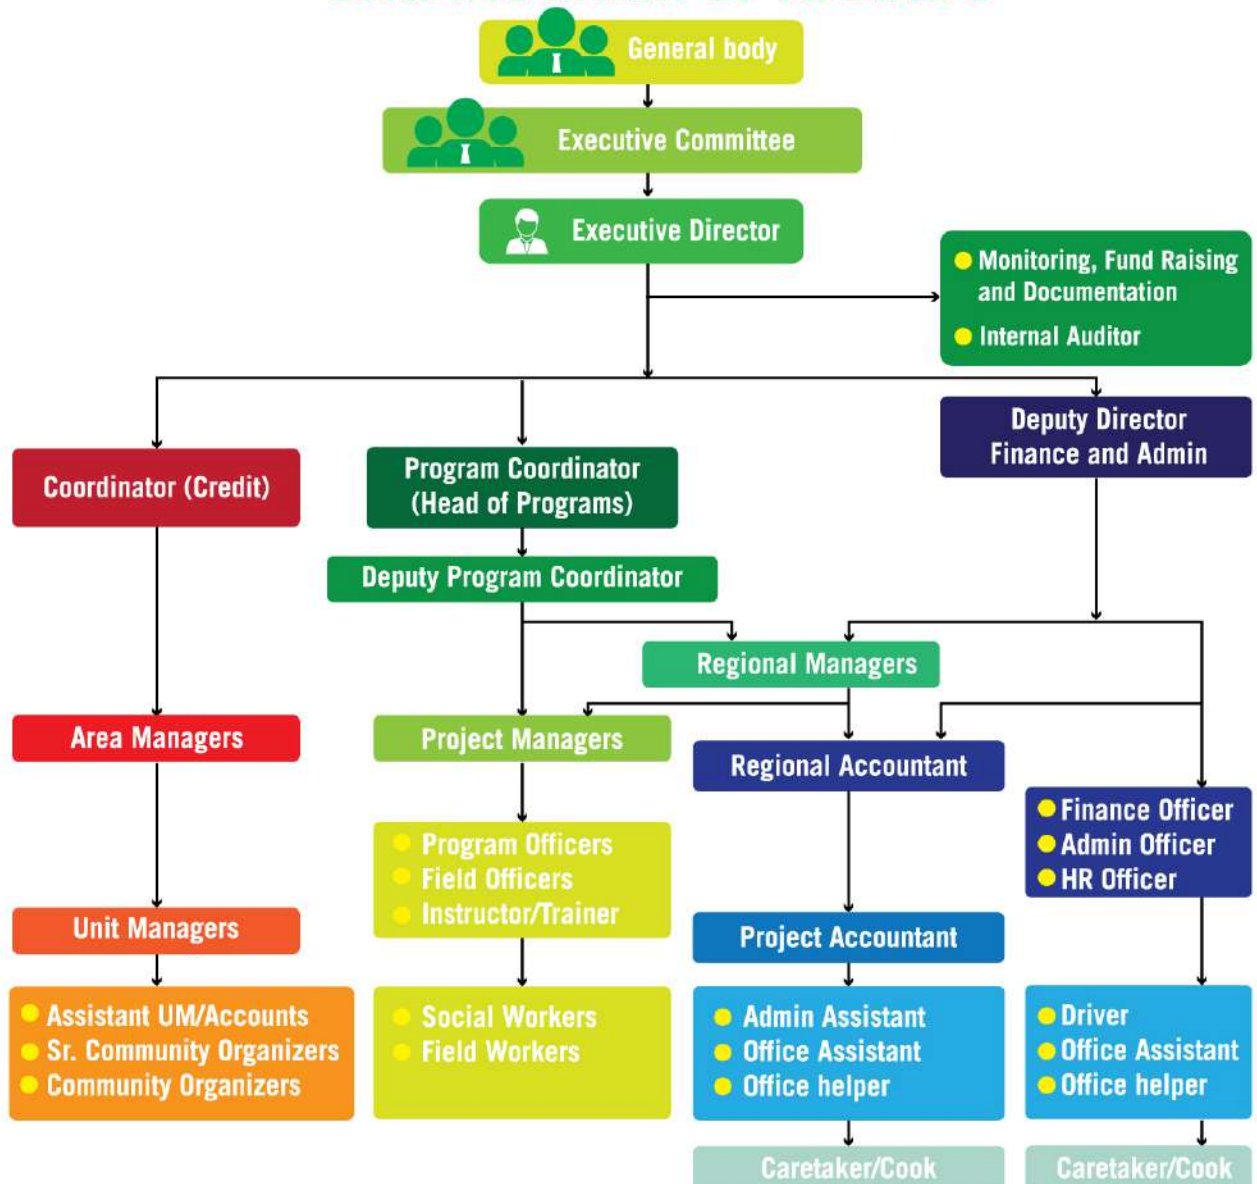 General body
Executive Committee
Executive Director
Monitoring, Fund Raising
and Documentation
Internal Auditor
Coordinator (Credit)
Program Coordinator
(Head of Programs)
Deputy Director
Finance and Admin
Deputy Program Coordinator
Regional Managers
Area Managers
Project Managers
Regional Accountant
Finance Officer
Admin Officer
HR Officer
Program Officers
Field Officers
Instructor/Trainer
Unit Managers
Project Accountant
Assistant UM/Accounts
Sr. Community Organizers
Community Organizers
Social Workers
Field Workers
Admin Assistant
Office Assistant
Office helper
Driver
Office Assistant
Office helper
Caretaker/Cook
Caretaker/Cook